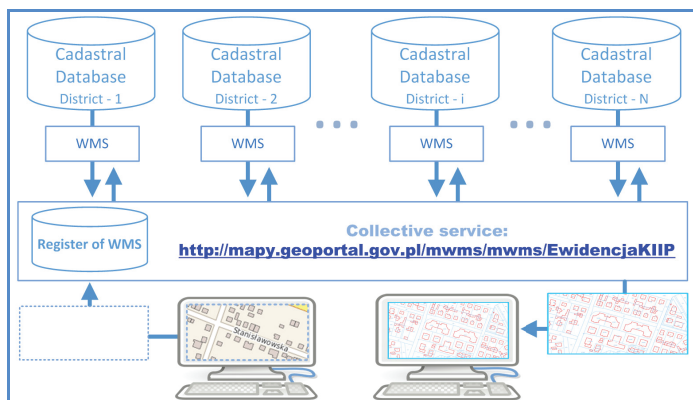 Cadastral
Database
District - 1
Cadastral
Database
District - 2
Cadastral
Database
District - i
Cadastral
Database
District - N
WMS
WMS
WMS
WMS
Register of WMS
Collective service:
http://mapy.geoportal.gov.pl/mwms/mwms/EwidencjaKIIP
Stanisławowska